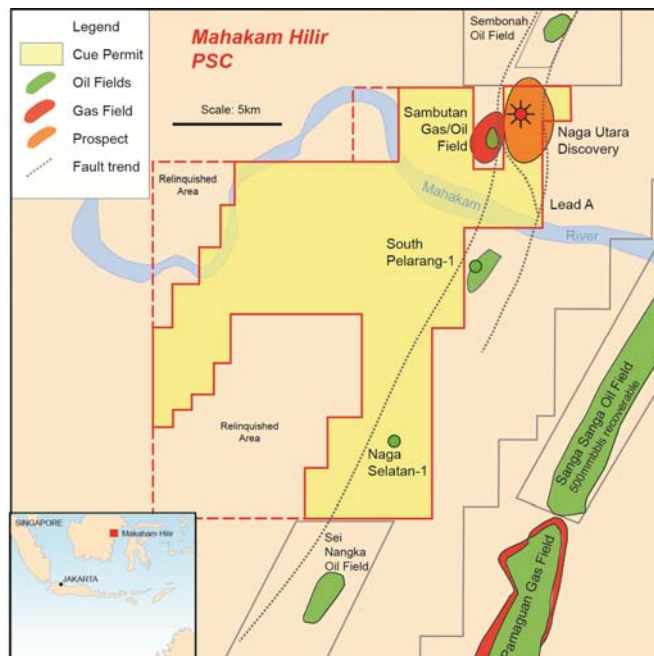 Legend
Cue Permit
Oil Fields
Gas Field
Prospect
Fault trend
Mahakam Hilir
PSC
Scale: 5km
Sembonah
Oil Field
Sambutan
Gas/Oil
Field
Naga Utara
Discovery
Relinquished
Area
Mahakam
River
Lead A
South
Pelarang-1
Relinquished
Area
Naga
Selatan-1
Sanga Sanga Oil Field
500mmbbls recoverable
Sei
Nangka
Oil Field
Pamaguan Gas Field
SINGAPORE
Makaham Hilir
JAKARTA